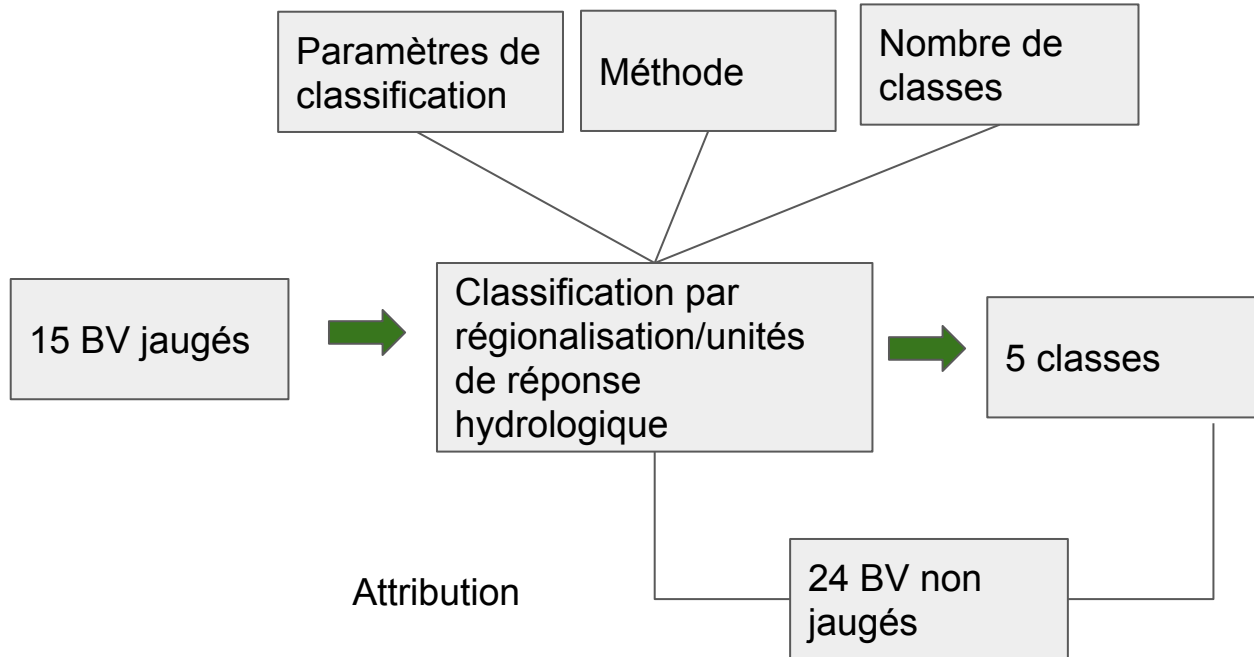 Paramètres de
classification
Méthode
Nombre de
classes
15 BV jaugés
Classification par
régionalisation/unités
de réponse
hydrologique
5 classes
Attribution
24 BV non
jaugés